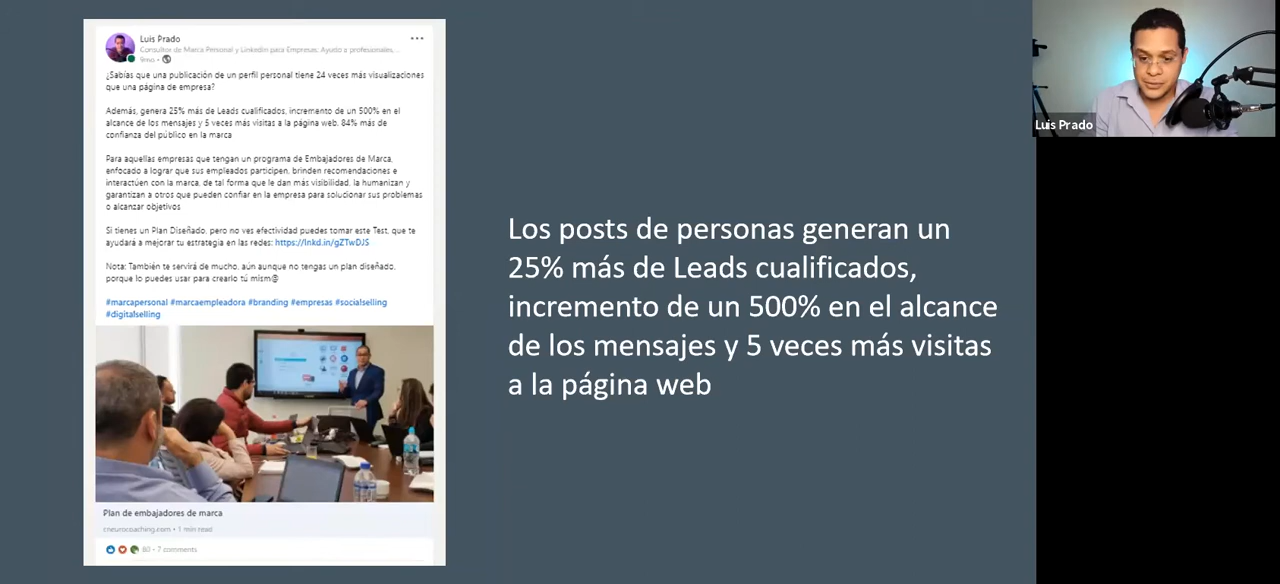 Luis Prado
Consultor de Marca Personal y Linkedin para Empresas. Ayudo a profesionales,...
9mo •
¿Sabías que una publicación de un perfil personal tiene 24 veces más visualizaciones
que una página de empresa?
Además, genera 25% más de Leads cualificados, incremento de un 500% en el
alcance de los mensajes y 5 veces más visitas a la página web, 84% más de
confianza del público en la marca
Para aquellas empresas que tengan un programa de Embajadores de Marca,
enfocado a lograr que sus empleados participen, brinden recomendaciones e
interactúen con la marca, de tal forma que le dan más visibilidad, la humanizan y
garantizan a otros que pueden confiar en la empresa para solucionar sus problemas
o alcanzar objetivos
Si tienes un Plan Diseñado, pero no ves efectividad puedes tomar este Test, que te
ayudará a mejorar tu estrategia en las redes: https://lnkd.in/gZTwDJS
Nota: También te servirá de mucho, aún aunque no tengas un plan diseñado,
porque lo puedes usar para crearlo tú mism@
#marcapersonal #marcaempleadora #branding #empresas #socialselling
#digitalselling
Plan de embajadores de marca
cneurocoaching.com • 1 min read
80 • 7 comments
Los posts de personas generan un
25% más de Leads cualificados,
incremento de un 500% en el alcance
de los mensajes y 5 veces más visitas
a la página web
Luis Prado